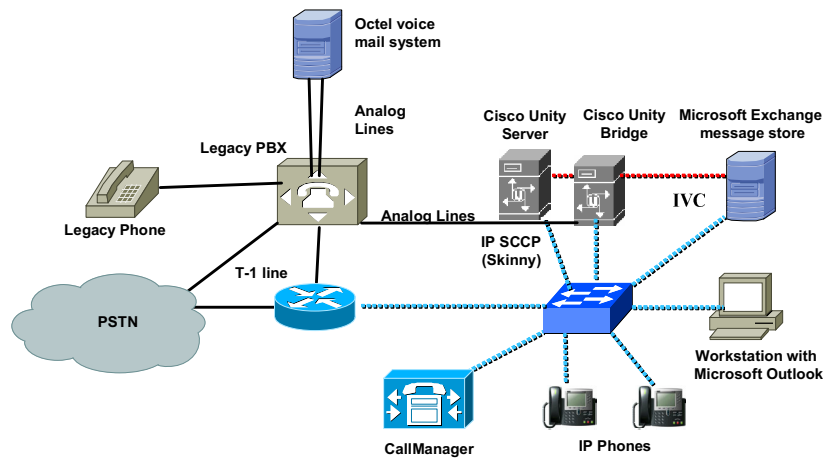 Octel voice
mail system
Analog
Lines
Cisco Unity
Server
Cisco Unity
Bridge
Microsoft Exchange
message store
Legacy PBX
Legacy Phone
Analog Lines
IVC
IP SCCP
(Skinny)
T-1 line
PSTN
Workstation with
Microsoft Outlook
CallManager
IP Phones